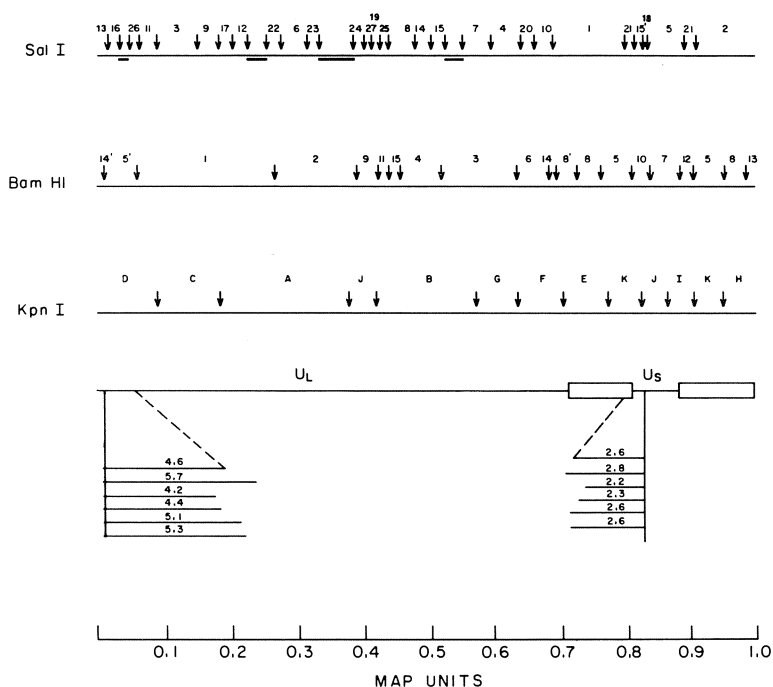 19 18
13 16 26 11 3 9 17 12 22 6 23 24 27 25 8 14 15 7 4 20 10 1 21 15' 5 21 2
Sal I
14' 5' 1 2 9 11 15 4 3 6 14 8' 8 5 10 7 12 5 8 13
Bam HI
D C A J B G F E K J I K H
Kpn I
UL US
4.6 2.6
5.7 2.8
4.2 2.2
4.4 2.3
5.1 2.6
5.3 2.6
0.1 0.2 0.3 0.4 0.5 0.6 0.7 0.8 0.9 1.0
MAP UNITS